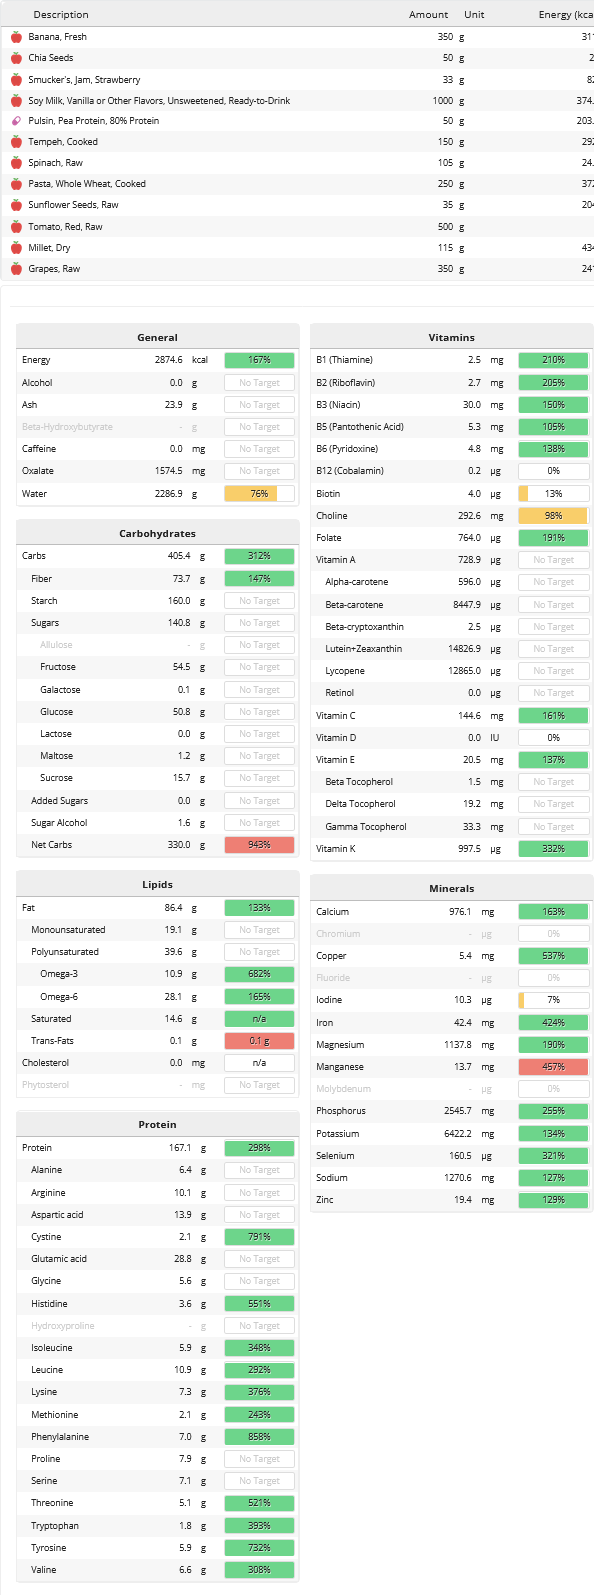 Description Amount Unit Energy (kca
Banana, Fresh 350 g 311
Chia Seeds 50 g 2
Smucker's, Jam, Strawberry 33 g 82
Soy Milk, Vanilla or Other Flavors, Unsweetened, Ready-to-Drink 1000 g 374.
Pulsin, Pea Protein, 80% Protein 50 g 203.
Tempeh, Cooked 150 g 292
Spinach, Raw 105 g 24.
Pasta, Whole Wheat, Cooked 250 g 372
Sunflower Seeds, Raw 35 g 204
Tomato, Red, Raw 500 g
Millet, Dry 115 g 434
Grapes, Raw 350 g 241
General
Energy 2874.6 kcal 167%
Alcohol 0.0 g No Target
Ash 23.9 g No Target
Beta-Hydroxybutyrate - g No Target
Caffeine 0.0 mg No Target
Oxalate 1574.5 mg No Target
Water 2286.9 g 76%
Carbohydrates
Carbs 405.4 g 312%
Fiber 73.7 g 147%
Starch 160.0 g No Target
Sugars 140.8 g No Target
Allulose - g No Target
Fructose 54.5 g No Target
Galactose 0.1 g No Target
Glucose 50.8 g No Target
Lactose 0.0 g No Target
Maltose 1.2 g No Target
Sucrose 15.7 g No Target
Added Sugars 0.0 g No Target
Sugar Alcohol 1.6 g No Target
Net Carbs 330.0 g 943%
Lipids
Fat 86.4 g 133%
Monounsaturated 19.1 g No Target
Polyunsaturated 39.6 g No Target
Omega-3 10.9 g 682%
Omega-6 28.1 g 165%
Saturated 14.6 g n/a
Trans-Fats 0.1 g 0.1 g
Cholesterol 0.0 mg n/a
Phytosterol - mg No Target
Protein
Protein 167.1 g 298%
Alanine 6.4 g No Target
Arginine 10.1 g No Target
Aspartic acid 13.9 g No Target
Cystine 2.1 g 791%
Glutamic acid 28.8 g No Target
Glycine 5.6 g No Target
Histidine 3.6 g 551%
Hydroxyproline - g No Target
Isoleucine 5.9 g 348%
Leucine 10.9 g 292%
Lysine 7.3 g 376%
Methionine 2.1 g 243%
Phenylalanine 7.0 g 858%
Proline 7.9 g No Target
Serine 7.1 g No Target
Threonine 5.1 g 521%
Tryptophan 1.8 g 393%
Tyrosine 5.9 g 732%
Valine 6.6 g 308%
Vitamins
B1 (Thiamine) 2.5 mg 210%
B2 (Riboflavin) 2.7 mg 205%
B3 (Niacin) 30.0 mg 150%
B5 (Pantothenic Acid) 5.3 mg 105%
B6 (Pyridoxine) 4.8 mg 138%
B12 (Cobalamin) 0.2 µg 0%
Biotin 4.0 µg 13%
Choline 292.6 mg 98%
Folate 764.0 µg 191%
Vitamin A 728.9 µg No Target
Alpha-carotene 596.0 µg No Target
Beta-carotene 8447.9 µg No Target
Beta-cryptoxanthin 2.5 µg No Target
Lutein+Zeaxanthin 14826.9 µg No Target
Lycopene 12865.0 µg No Target
Retinol 0.0 µg No Target
Vitamin C 144.6 mg 161%
Vitamin D 0.0 IU 0%
Vitamin E 20.5 mg 137%
Beta Tocopherol 1.5 mg No Target
Delta Tocopherol 19.2 mg No Target
Gamma Tocopherol 33.3 mg No Target
Vitamin K 997.5 µg 332%
Minerals
Calcium 976.1 mg 163%
Chromium - µg 0%
Copper 5.4 mg 537%
Fluoride - µg 0%
Iodine 10.3 µg 7%
Iron 42.4 mg 424%
Magnesium 1137.8 mg 190%
Manganese 13.7 mg 457%
Molybdenum - µg 0%
Phosphorus 2545.7 mg 255%
Potassium 6422.2 mg 134%
Selenium 160.5 µg 321%
Sodium 1270.6 mg 127%
Zinc 19.4 mg 129%